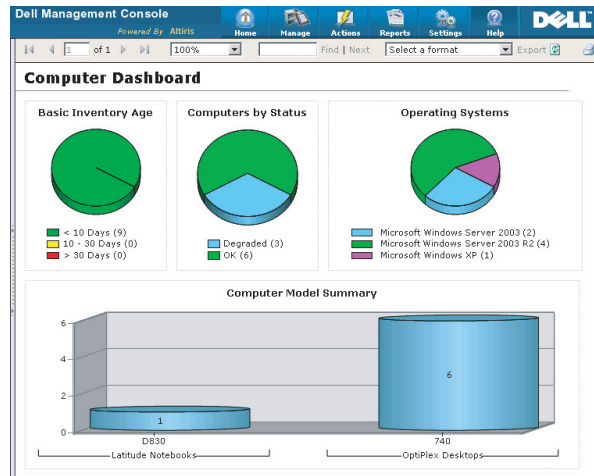 Dell Management Console
Powered By Altiris
Home Manage Actions Reports Settings Help
DELL
1 of 1 100% Find | Next Select a format Export
Computer Dashboard
Basic Inventory Age
< 10 Days (9)
10 - 30 Days (0)
> 30 Days (0)
Computers by Status
Degraded (3)
OK (6)
Operating Systems
Microsoft Windows Server 2003 (2)
Microsoft Windows Server 2003 R2 (4)
Microsoft Windows XP (1)
Computer Model Summary
6
4
2
0
1
6
D830 740
Latitude Notebooks OptiPlex Desktops